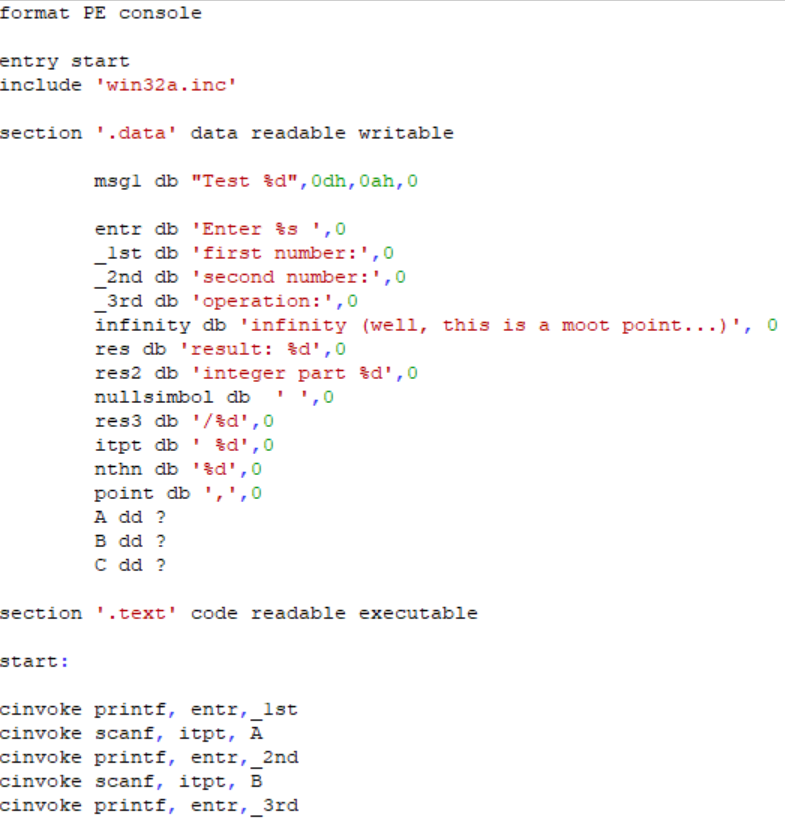 format PE console
entry start
include 'win32a.inc'
section '.data' data readable writable
msg1 db "Test %d",0dh,0ah,0
entr db 'Enter %s ',0
_1st db 'first number:',0
_2nd db 'second number:',0
_3rd db 'operation:',0
infinity db 'infinity (well, this is a moot point...)', 0
res db 'result: %d',0
res2 db 'integer part %d',0
nullsimbol db  ' ',0
res3 db '/%d',0
itpt db ' %d',0
nthn db '%d',0
point db ',',0
A dd ?
B dd ?
C dd ?
section '.text' code readable executable
start:
cinvoke printf, entr,_1st
cinvoke scanf, itpt, A
cinvoke printf, entr,_2nd
cinvoke scanf, itpt, B
cinvoke printf, entr,_3rd